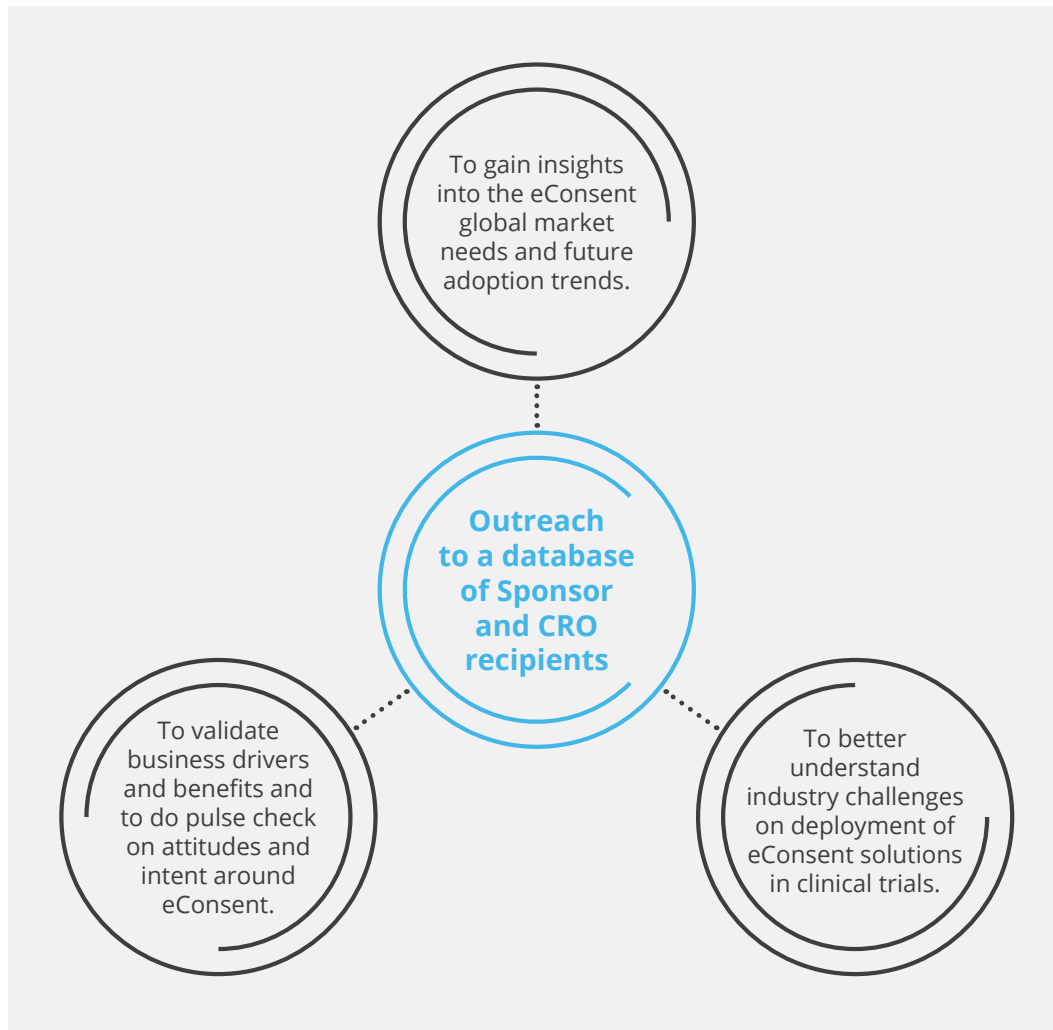 To gain insights
into the eConsent
global market
needs and future
adoption trends.
Outreach
to a database
of Sponsor
and CRO
recipients
To validate
business drivers
and benefits and
to do pulse check
on attitudes and
intent around
eConsent.
To better
understand
industry challenges
on deployment of
eConsent solutions
in clinical trials.